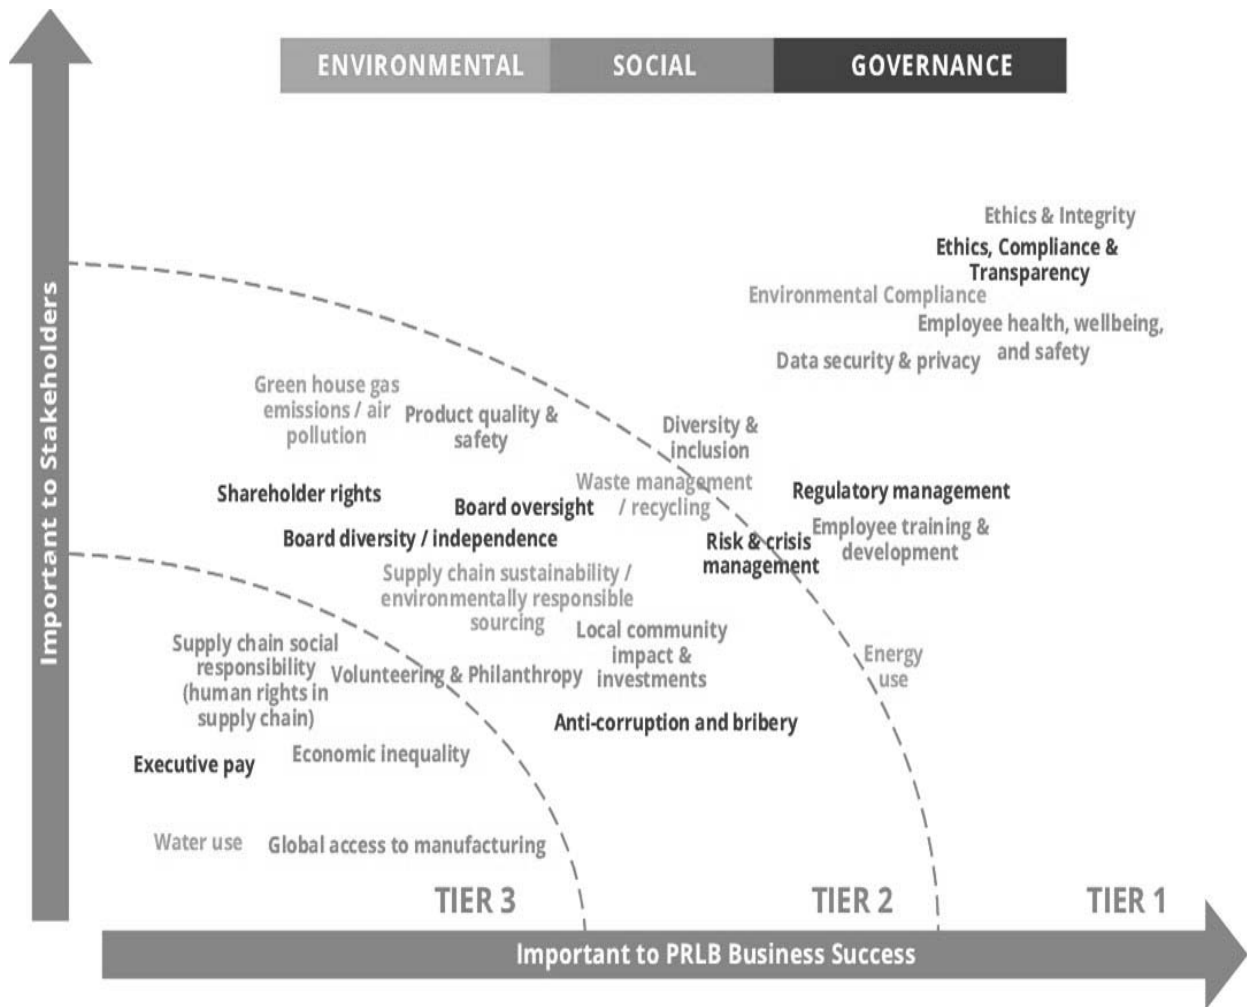 ENVIRONMENTAL
SOCIAL
GOVERNANCE
Important to Stakeholders
Ethics & Integrity
Ethics, Compliance &
Transparency
Environmental Compliance
Employee health, wellbeing,
and safety
Data security & privacy
Green house gas
emissions / air
pollution
Product quality &
safety
Diversity &
inclusion
Waste management
/ recycling
Shareholder rights
Board oversight
Regulatory management
Board diversity / independence
Risk & crisis
management
Employee training &
development
Supply chain sustainability /
environmentally responsible
sourcing
Local community
impact &
investments
Supply chain social
responsibility
(human rights in
supply chain)
Volunteering & Philanthropy
Energy
use
Anti-corruption and bribery
Executive pay
Economic inequality
Water use
Global access to manufacturing
TIER 3
TIER 2
TIER 1
Important to PRLB Business Success